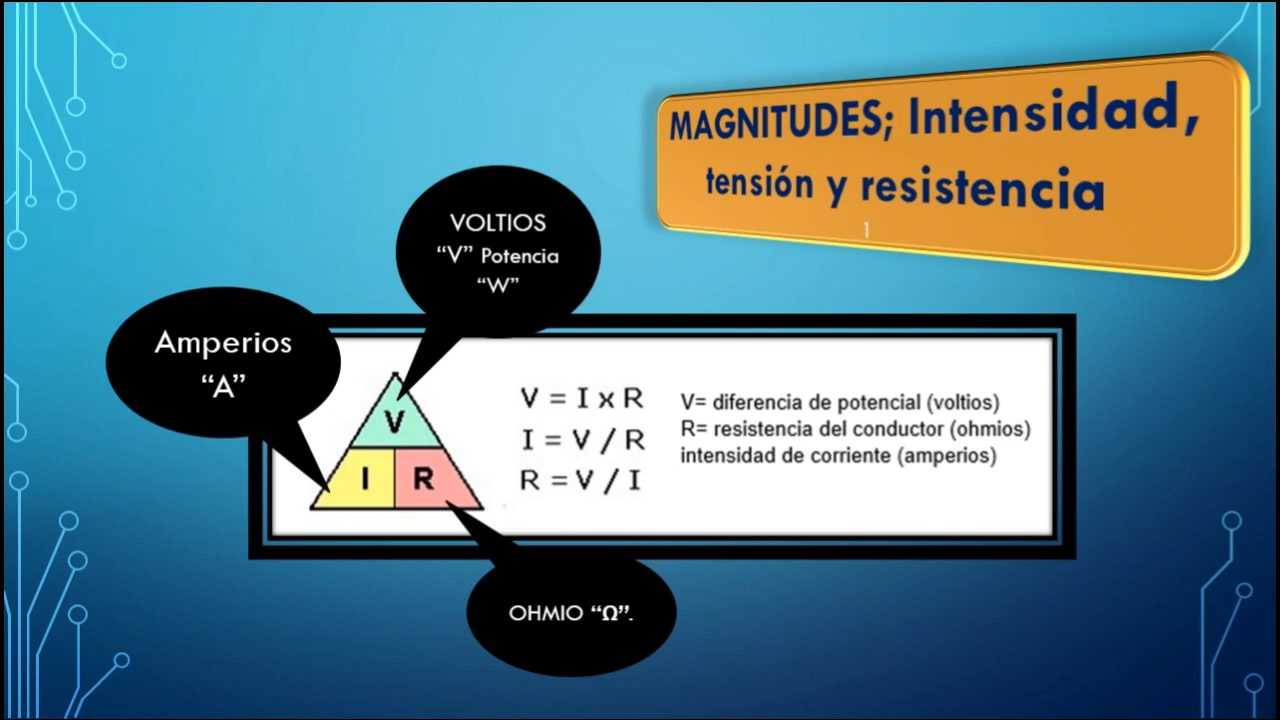 MAGNITUDES; Intensidad,
tensión y resistencia
1
VOLTIOS
“V” Potencia
“W”
Amperios
“A”
V
I R
V = I x R
I = V / R
R = V / I
V= diferencia de potencial (voltios)
R= resistencia del conductor (ohmios)
intensidad de corriente (amperios)
OHMIO “Ω”.